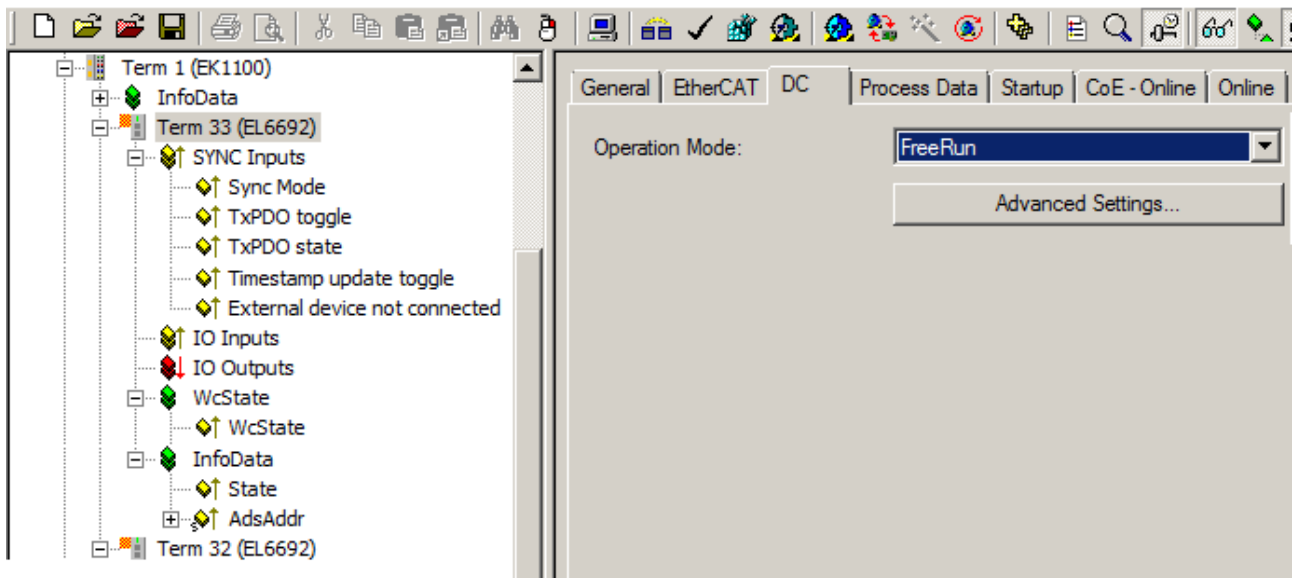 Term 1 (EK1100)
InfoData
Term 33 (EL6692)
SYNC Inputs
Sync Mode
TxPDO toggle
TxPDO state
Timestamp update toggle
External device not connected
IO Inputs
IO Outputs
WcState
WcState
InfoData
State
AdsAddr
Term 32 (EL6692)
General EtherCAT DC Process Data Startup CoE - Online Online
Operation Mode: FreeRun
Advanced Settings...